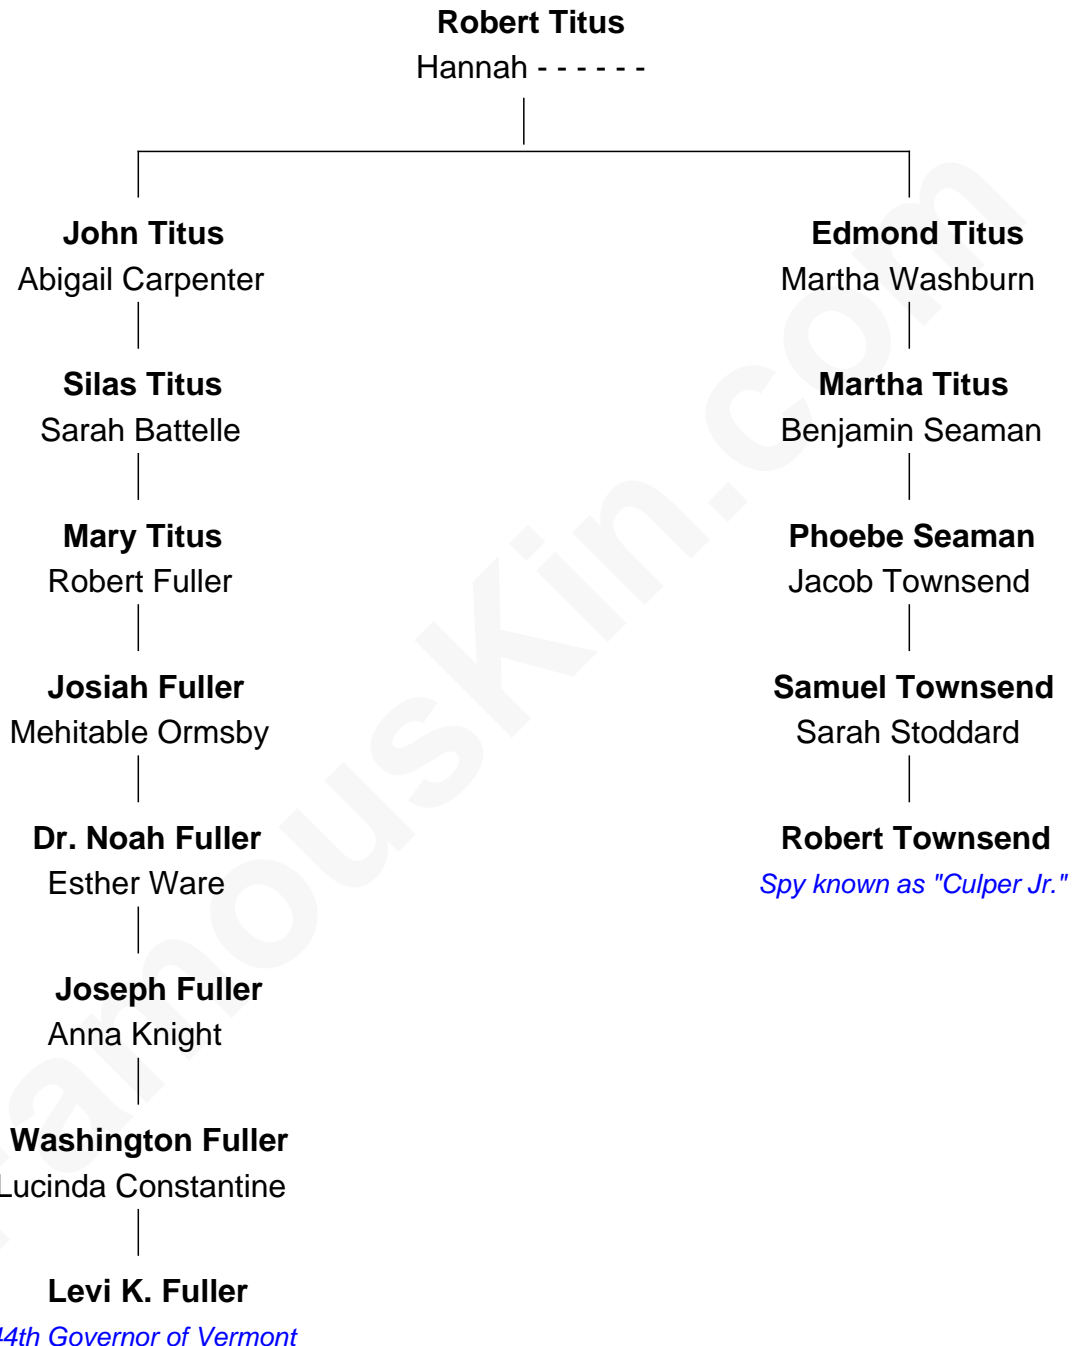 Robert Titus
Hannah - - - - - -
John Titus
Abigail Carpenter
Edmond Titus
Martha Washburn
Silas Titus
Sarah Battelle
Martha Titus
Benjamin Seaman
Mary Titus
Robert Fuller
Phoebe Seaman
Jacob Townsend
Josiah Fuller
Mehitable Ormsby
Samuel Townsend
Sarah Stoddard
Dr. Noah Fuller
Esther Ware
Robert Townsend
Spy known as "Culper Jr."
Joseph Fuller
Anna Knight
Washington Fuller
Lucinda Constantine
Levi K. Fuller
44th Governor of Vermont
FamousKin.com